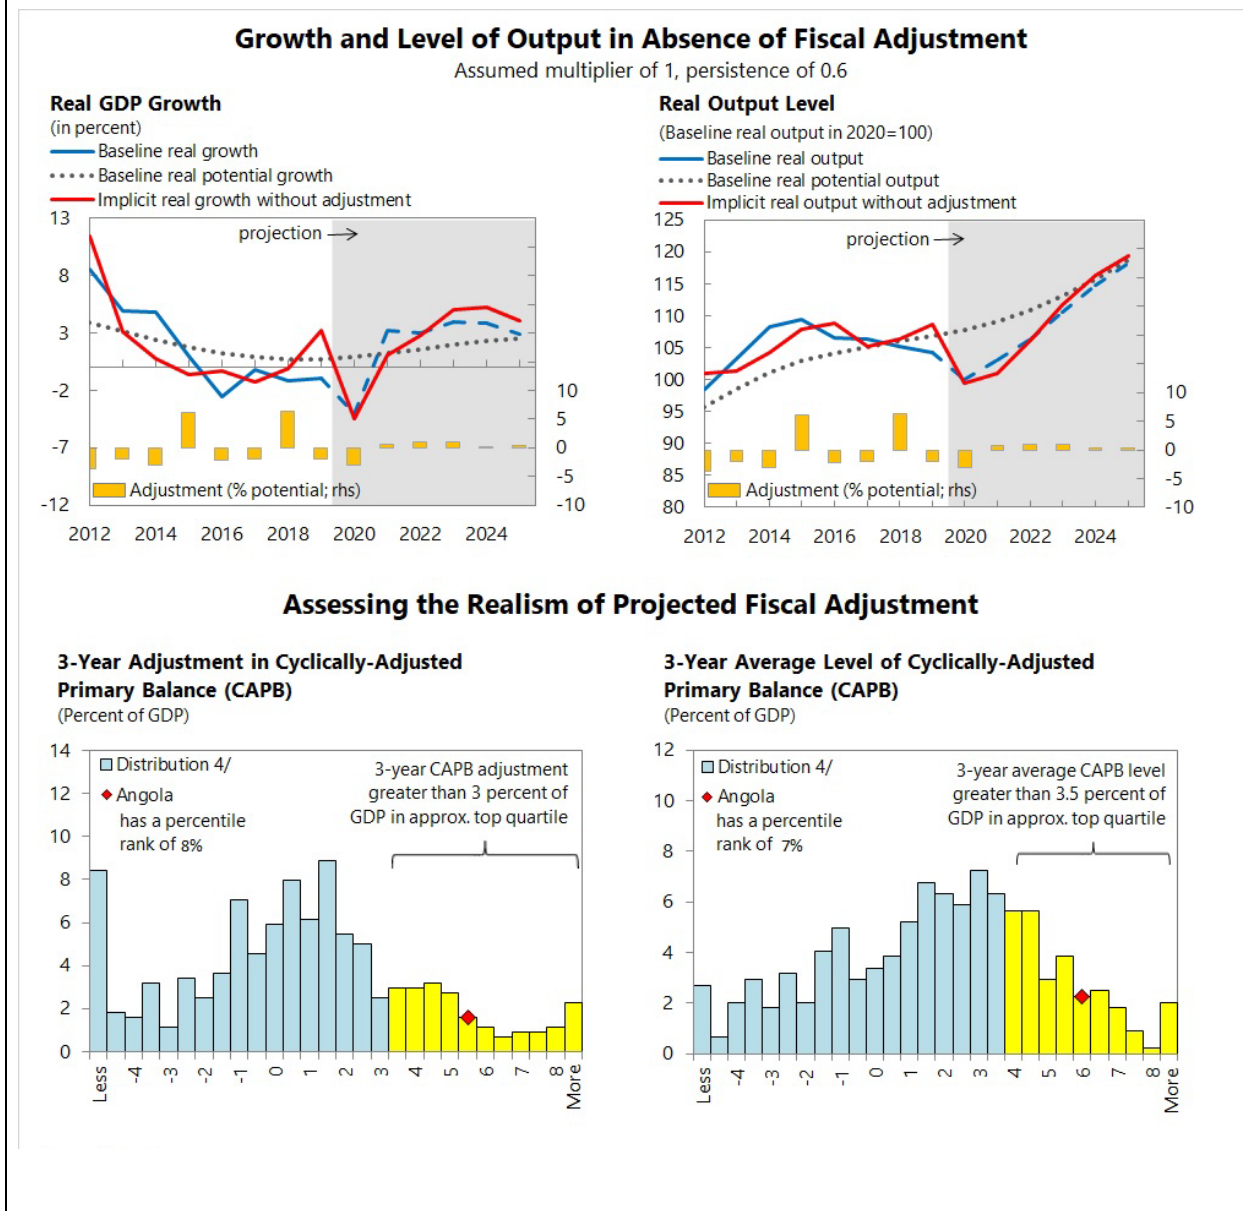 Growth and Level of Output in Absence of Fiscal Adjustment
Assumed multiplier of 1, persistence of 0.6
Real GDP Growth
(in percent)
Baseline real growth
Baseline real potential growth
Implicit real growth without adjustment
13
8
3
-2
-7
-12
projection
10
5
0
-5
-10
Adjustment (% potential; rhs)
2012 2014 2016 2018 2020 2022 2024
Real Output Level
(Baseline real output in 2020=100)
Baseline real output
Baseline real potential output
Implicit real output without adjustment
125
120
115
110
105
100
95
90
85
80
projection
10
5
0
-5
-10
Adjustment (% potential; rhs)
2012 2014 2016 2018 2020 2022 2024
Assessing the Realism of Projected Fiscal Adjustment
3-Year Adjustment in Cyclically-Adjusted
Primary Balance (CAPB)
(Percent of GDP)
14
12
10
8
6
4
2
0
Distribution 4/
Angola
has a percentile
rank of 8%
3-year CAPB adjustment
greater than 3 percent of
GDP in approx. top quartile
Less -4 -3 -2 -1 0 1 2 3 4 5 6 7 8 More
3-Year Average Level of Cyclically-Adjusted
Primary Balance (CAPB)
(Percent of GDP)
12
10
8
6
4
2
0
Distribution 4/
Angola
has a percentile
rank of 7%
3-year average CAPB level
greater than 3.5 percent of
GDP in approx. top quartile
Less -4 -3 -2 -1 0 1 2 3 4 5 6 7 8 More